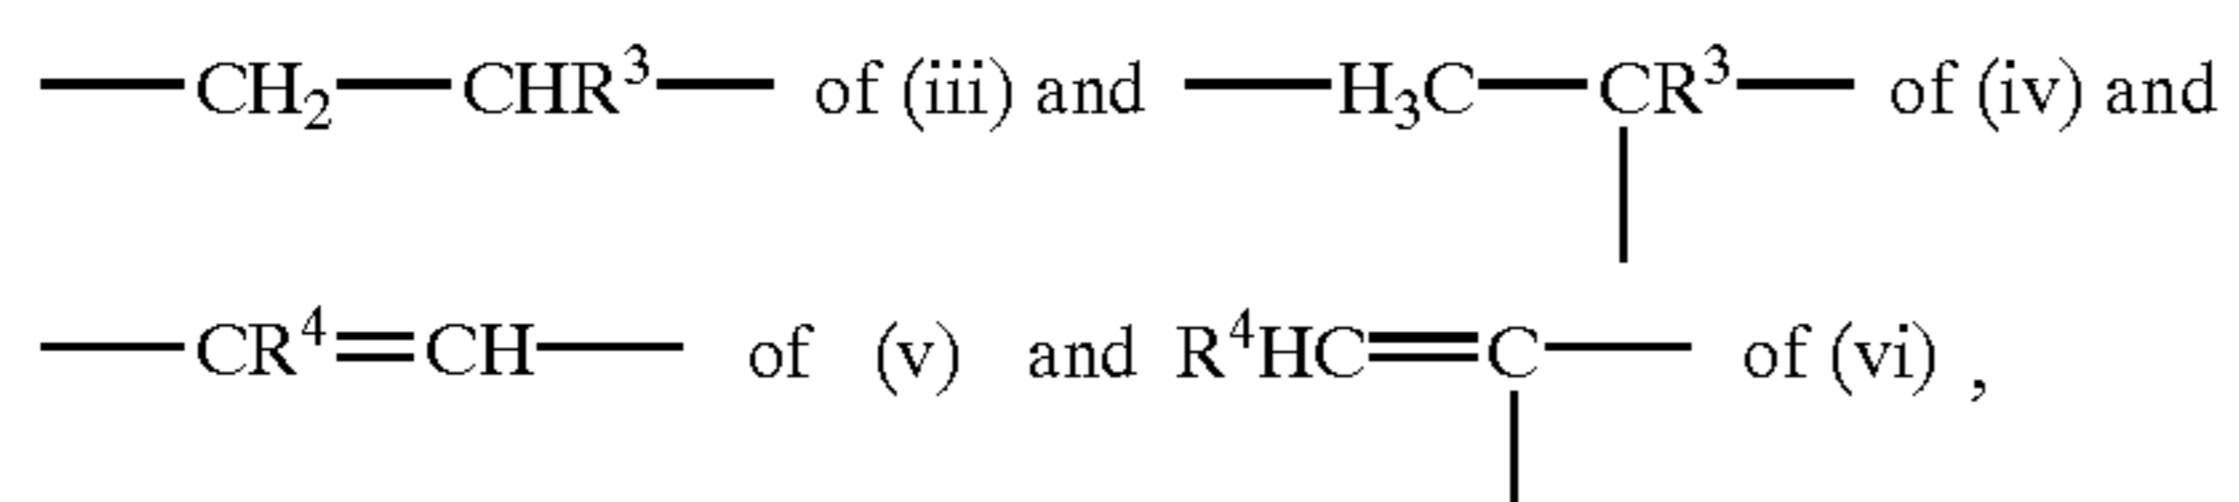 —CH₂—CHR³— of (iii) and —H₃C—CR³— of (iv) and
—CR⁴=CH— of (v) and R⁴HC=C— of (vi) ,